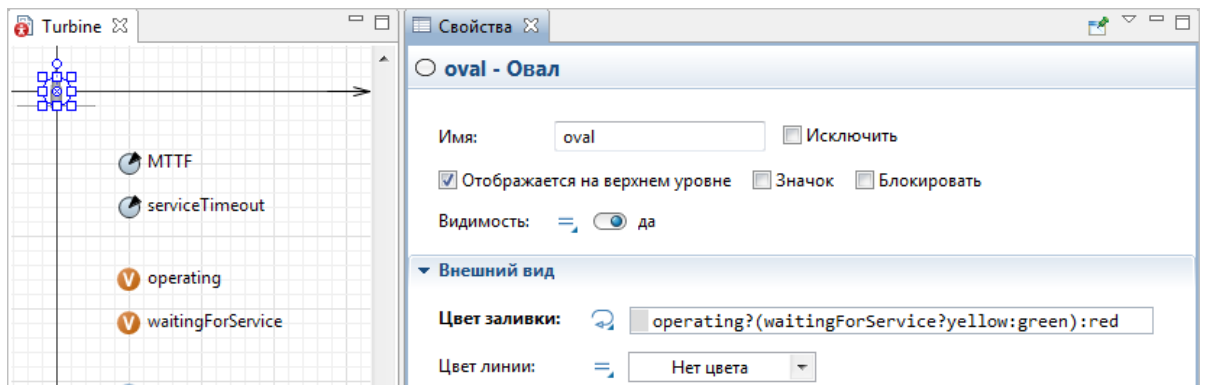 Turbine
MTTF
serviceTimeout
operating
waitingForService
Свойства
oval - Овал
Имя: oval Исключить
Отображается на верхнем уровне Значок Блокировать
Видимость: да
Внешний вид
Цвет заливки: operating?(waitingForService?yellow:green):red
Цвет линии: Нет цвета